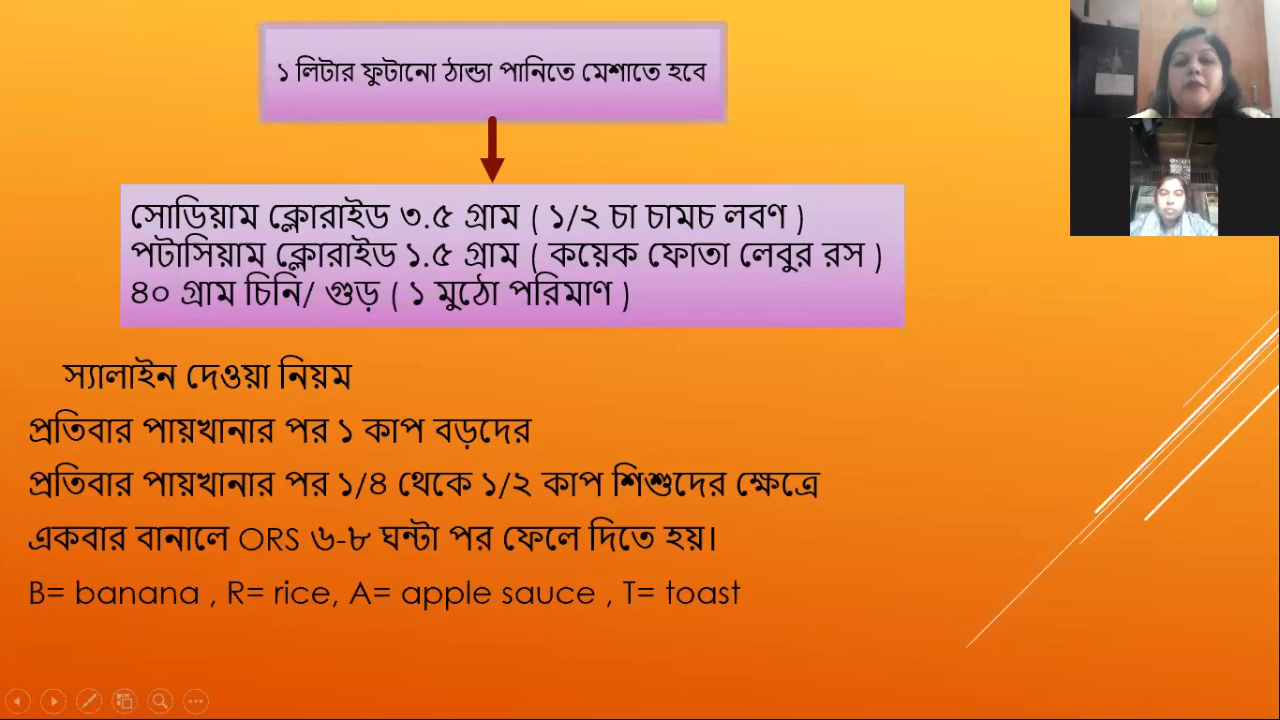 ১ লিটার ফুটানো ঠান্ডা পানিতে মেশাতে হবে
সোডিয়াম ক্লোরাইড ৩.৫ গ্রাম ( ১/২ চা চামচ লবণ )
পটাসিয়াম ক্লোরাইড ১.৫ গ্রাম ( কয়েক ফোতা লেবুর রস )
৪০ গ্রাম চিনি/ গুড় ( ১ মুঠো পরিমাণ )
স্যালাইন দেওয়া নিয়ম
প্রতিবার পায়খানার পর ১ কাপ বড়দের
প্রতিবার পায়খানার পর ১/৪ থেকে ১/২ কাপ শিশুদের ক্ষেত্রে
একবার বানালে ORS ৬-৮ ঘন্টা পর ফেলে দিতে হয়।
B= banana , R= rice, A= apple sauce , T= toast